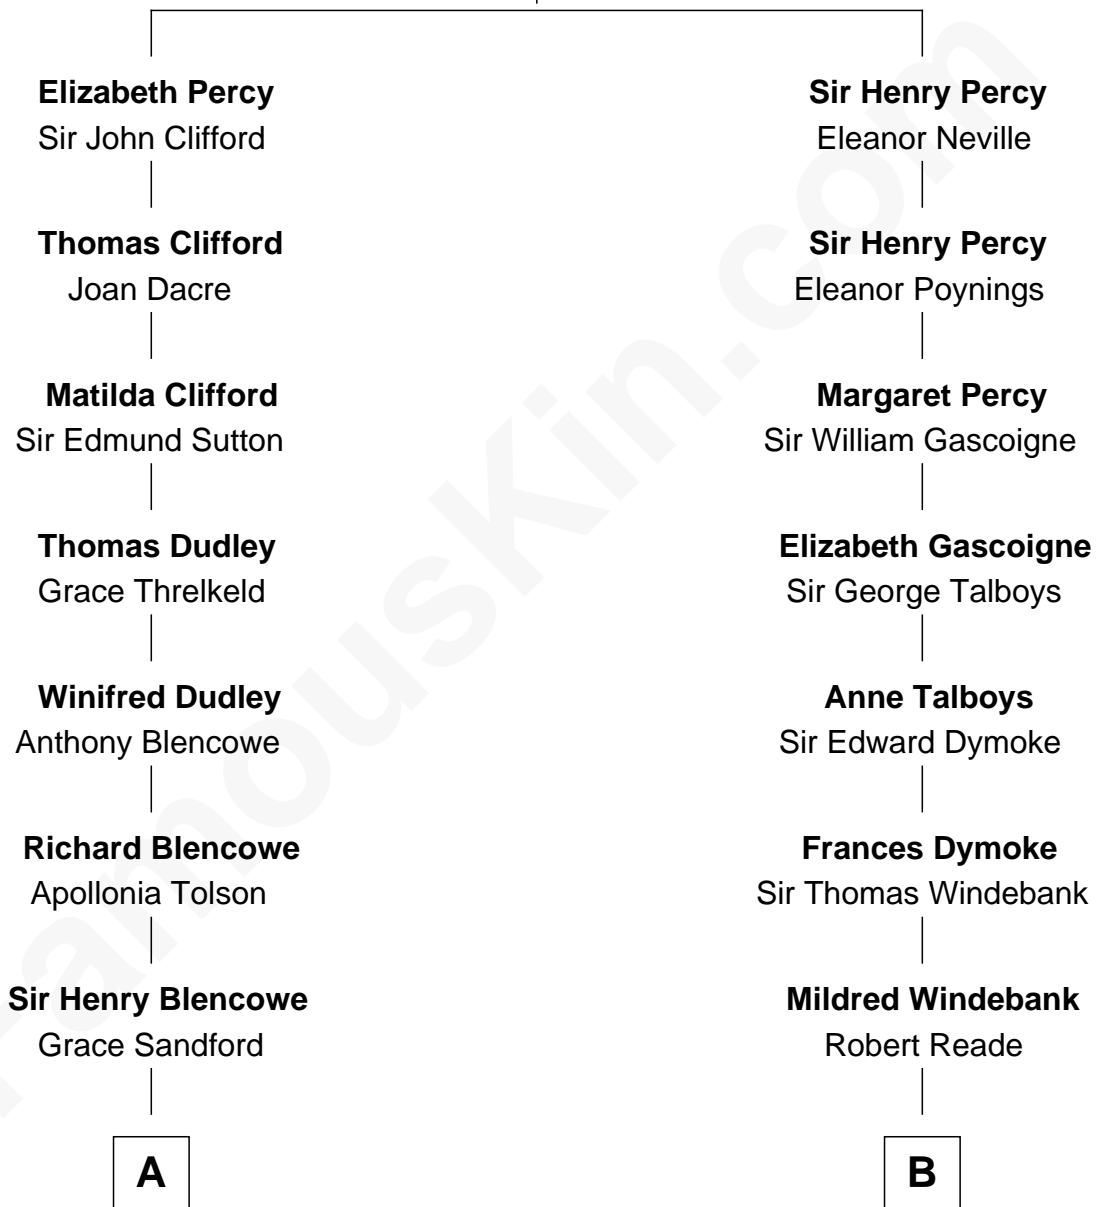 Elizabeth Percy
Sir John Clifford
Thomas Clifford
Joan Dacre
Matilda Clifford
Sir Edmund Sutton
Thomas Dudley
Grace Threlkeld
Winifred Dudley
Anthony Blencowe
Richard Blencowe
Apollonia Tolson
Sir Henry Blencowe
Grace Sandford
A
Sir Henry Percy
Eleanor Neville
Sir Henry Percy
Eleanor Poynings
Margaret Percy
Sir William Gascoigne
Elizabeth Gascoigne
Sir George Talboys
Anne Talboys
Sir Edward Dymoke
Frances Dymoke
Sir Thomas Windebank
Mildred Windebank
Robert Reade
B
FamousKin.com